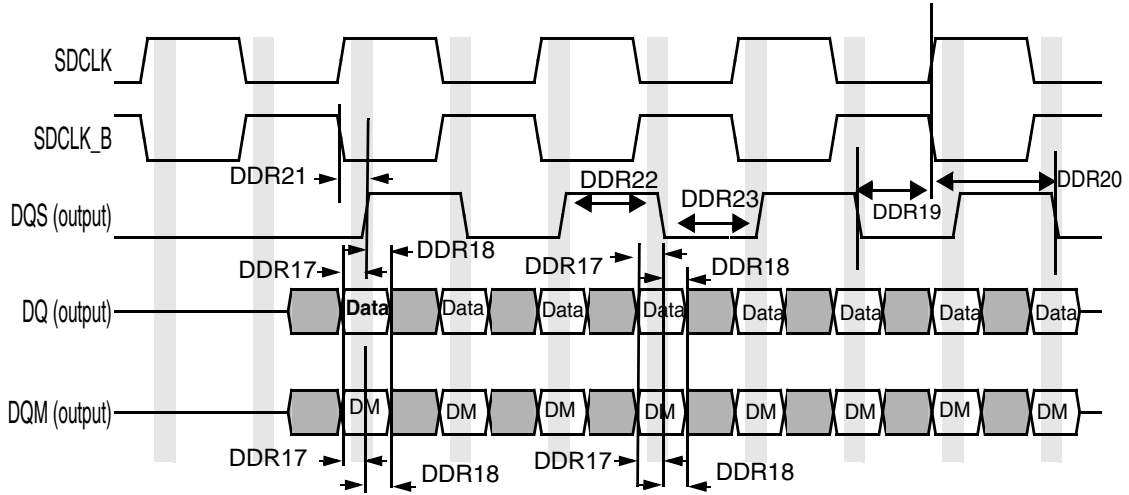 SDCLK
SDCLK_B
DDR21
DDR22
DDR20
DQS (output)
DDR23
DDR19
DDR18
DDR17
DDR17
DDR18
DQ (output)
Data Data Data Data Data Data Data Data
DQM (output)
DM DM DM DM DM DM DM DM
DDR17
DDR18
DDR17
DDR18